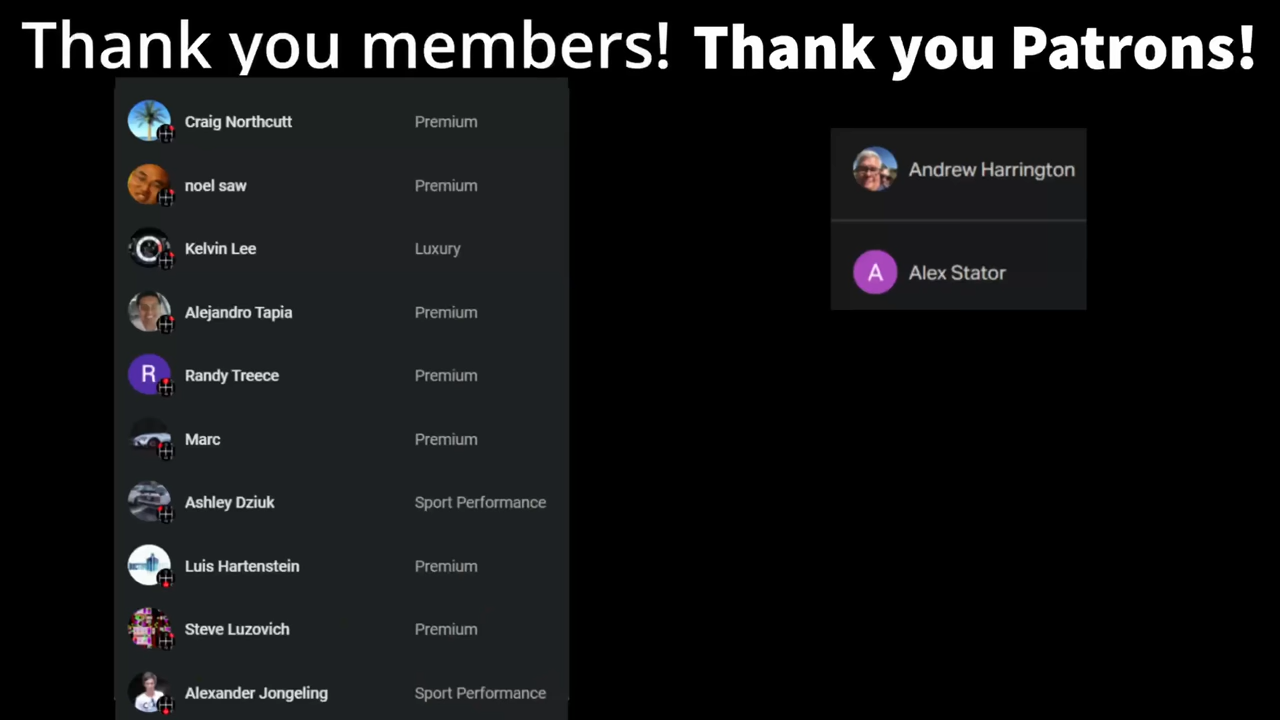 Thank you members! Thank you Patrons!
Craig Northcutt Premium
noel saw Premium
Kelvin Lee Luxury
Alejandro Tapia Premium
R Randy Treece Premium
Marc Premium
Ashley Dziuk Sport Performance
Luis Hartenstein Premium
Steve Luzovich Premium
Alexander Jongeling Sport Performance
Andrew Harrington
A Alex Stator